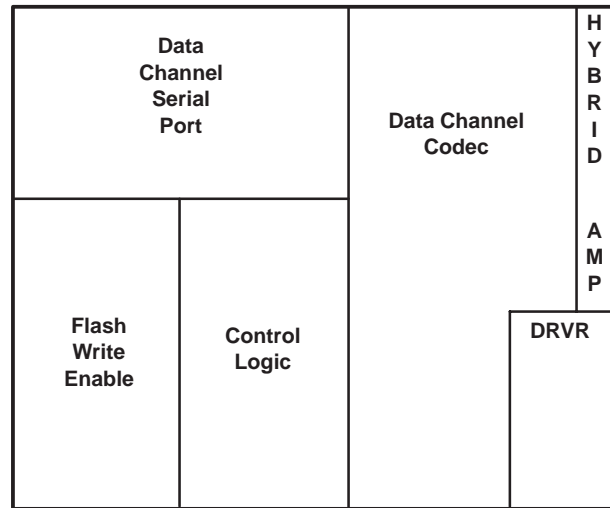 Data
Channel
Serial
Port
Data Channel
Codec
H
Y
B
R
I
D
A
M
P
Flash
Write
Enable
Control
Logic
DRVR